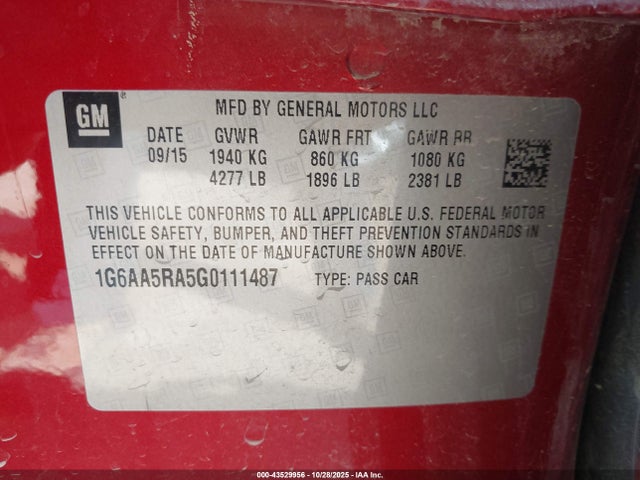 GM
MFD BY GENERAL MOTORS LLC
DATE GVWR GAWR FRT GAWR RR
09/15 1940 KG 860 KG 1080 KG
4277 LB 1896 LB 2381 LB
THIS VEHICLE CONFORMS TO ALL APPLICABLE U.S. FEDERAL MOTOR
VEHICLE SAFETY, BUMPER, AND THEFT PREVENTION STANDARDS IN
EFFECT ON THE DATE OF MANUFACTURE SHOWN ABOVE.
1G6AA5RA5G0111487 TYPE: PASS CAR
000-43529956 | 10/28/2025 | IAA Inc.